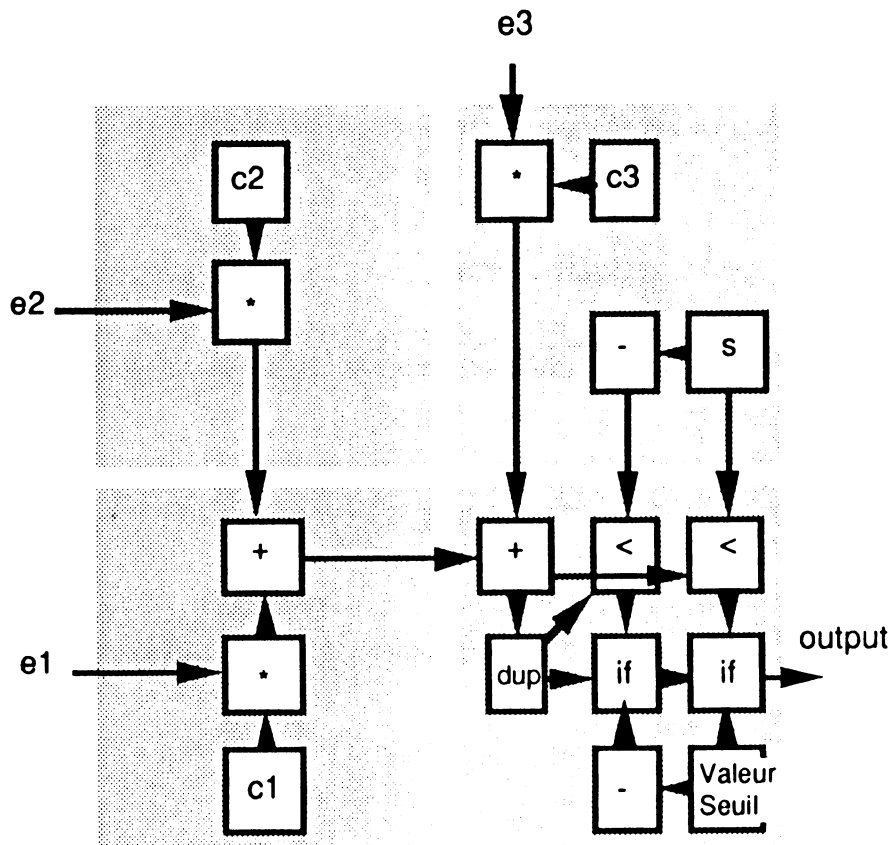 e3
c2
*
c3
e2
*
-
s
+
+
<
<
e1
*
dup
if
if
output
c1
-
Valeur
Seuil